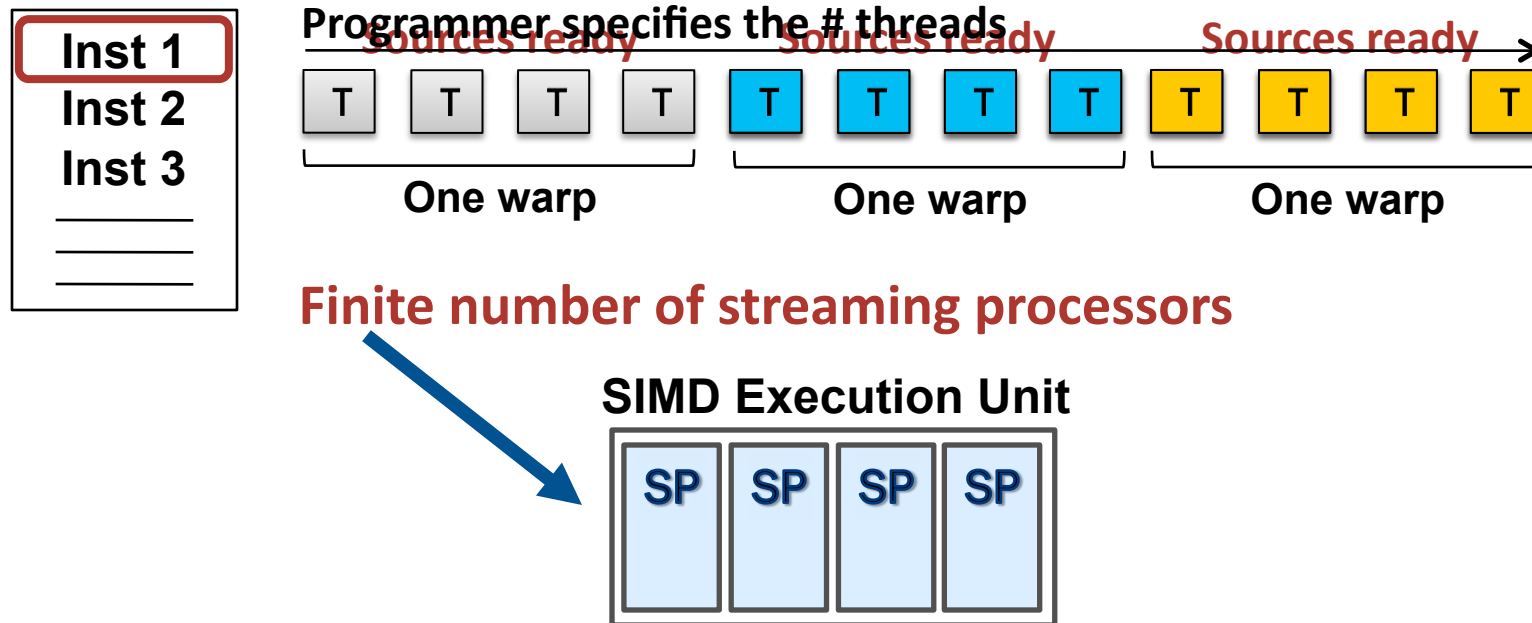 Inst 1
Inst 2
Inst 3
Programmer specifies the # threads
Sources ready Sources ready Sources ready
T T T T T T T T T T T T
One warp One warp One warp
Finite number of streaming processors
SIMD Execution Unit
SP SP SP SP